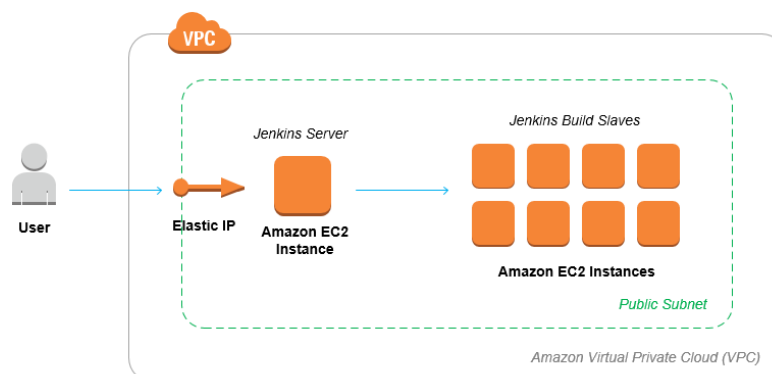 VPC
Jenkins Server
Jenkins Build Slaves
User
Elastic IP
Amazon EC2
Instance
Amazon EC2 Instances
Public Subnet
Amazon Virtual Private Cloud (VPC)